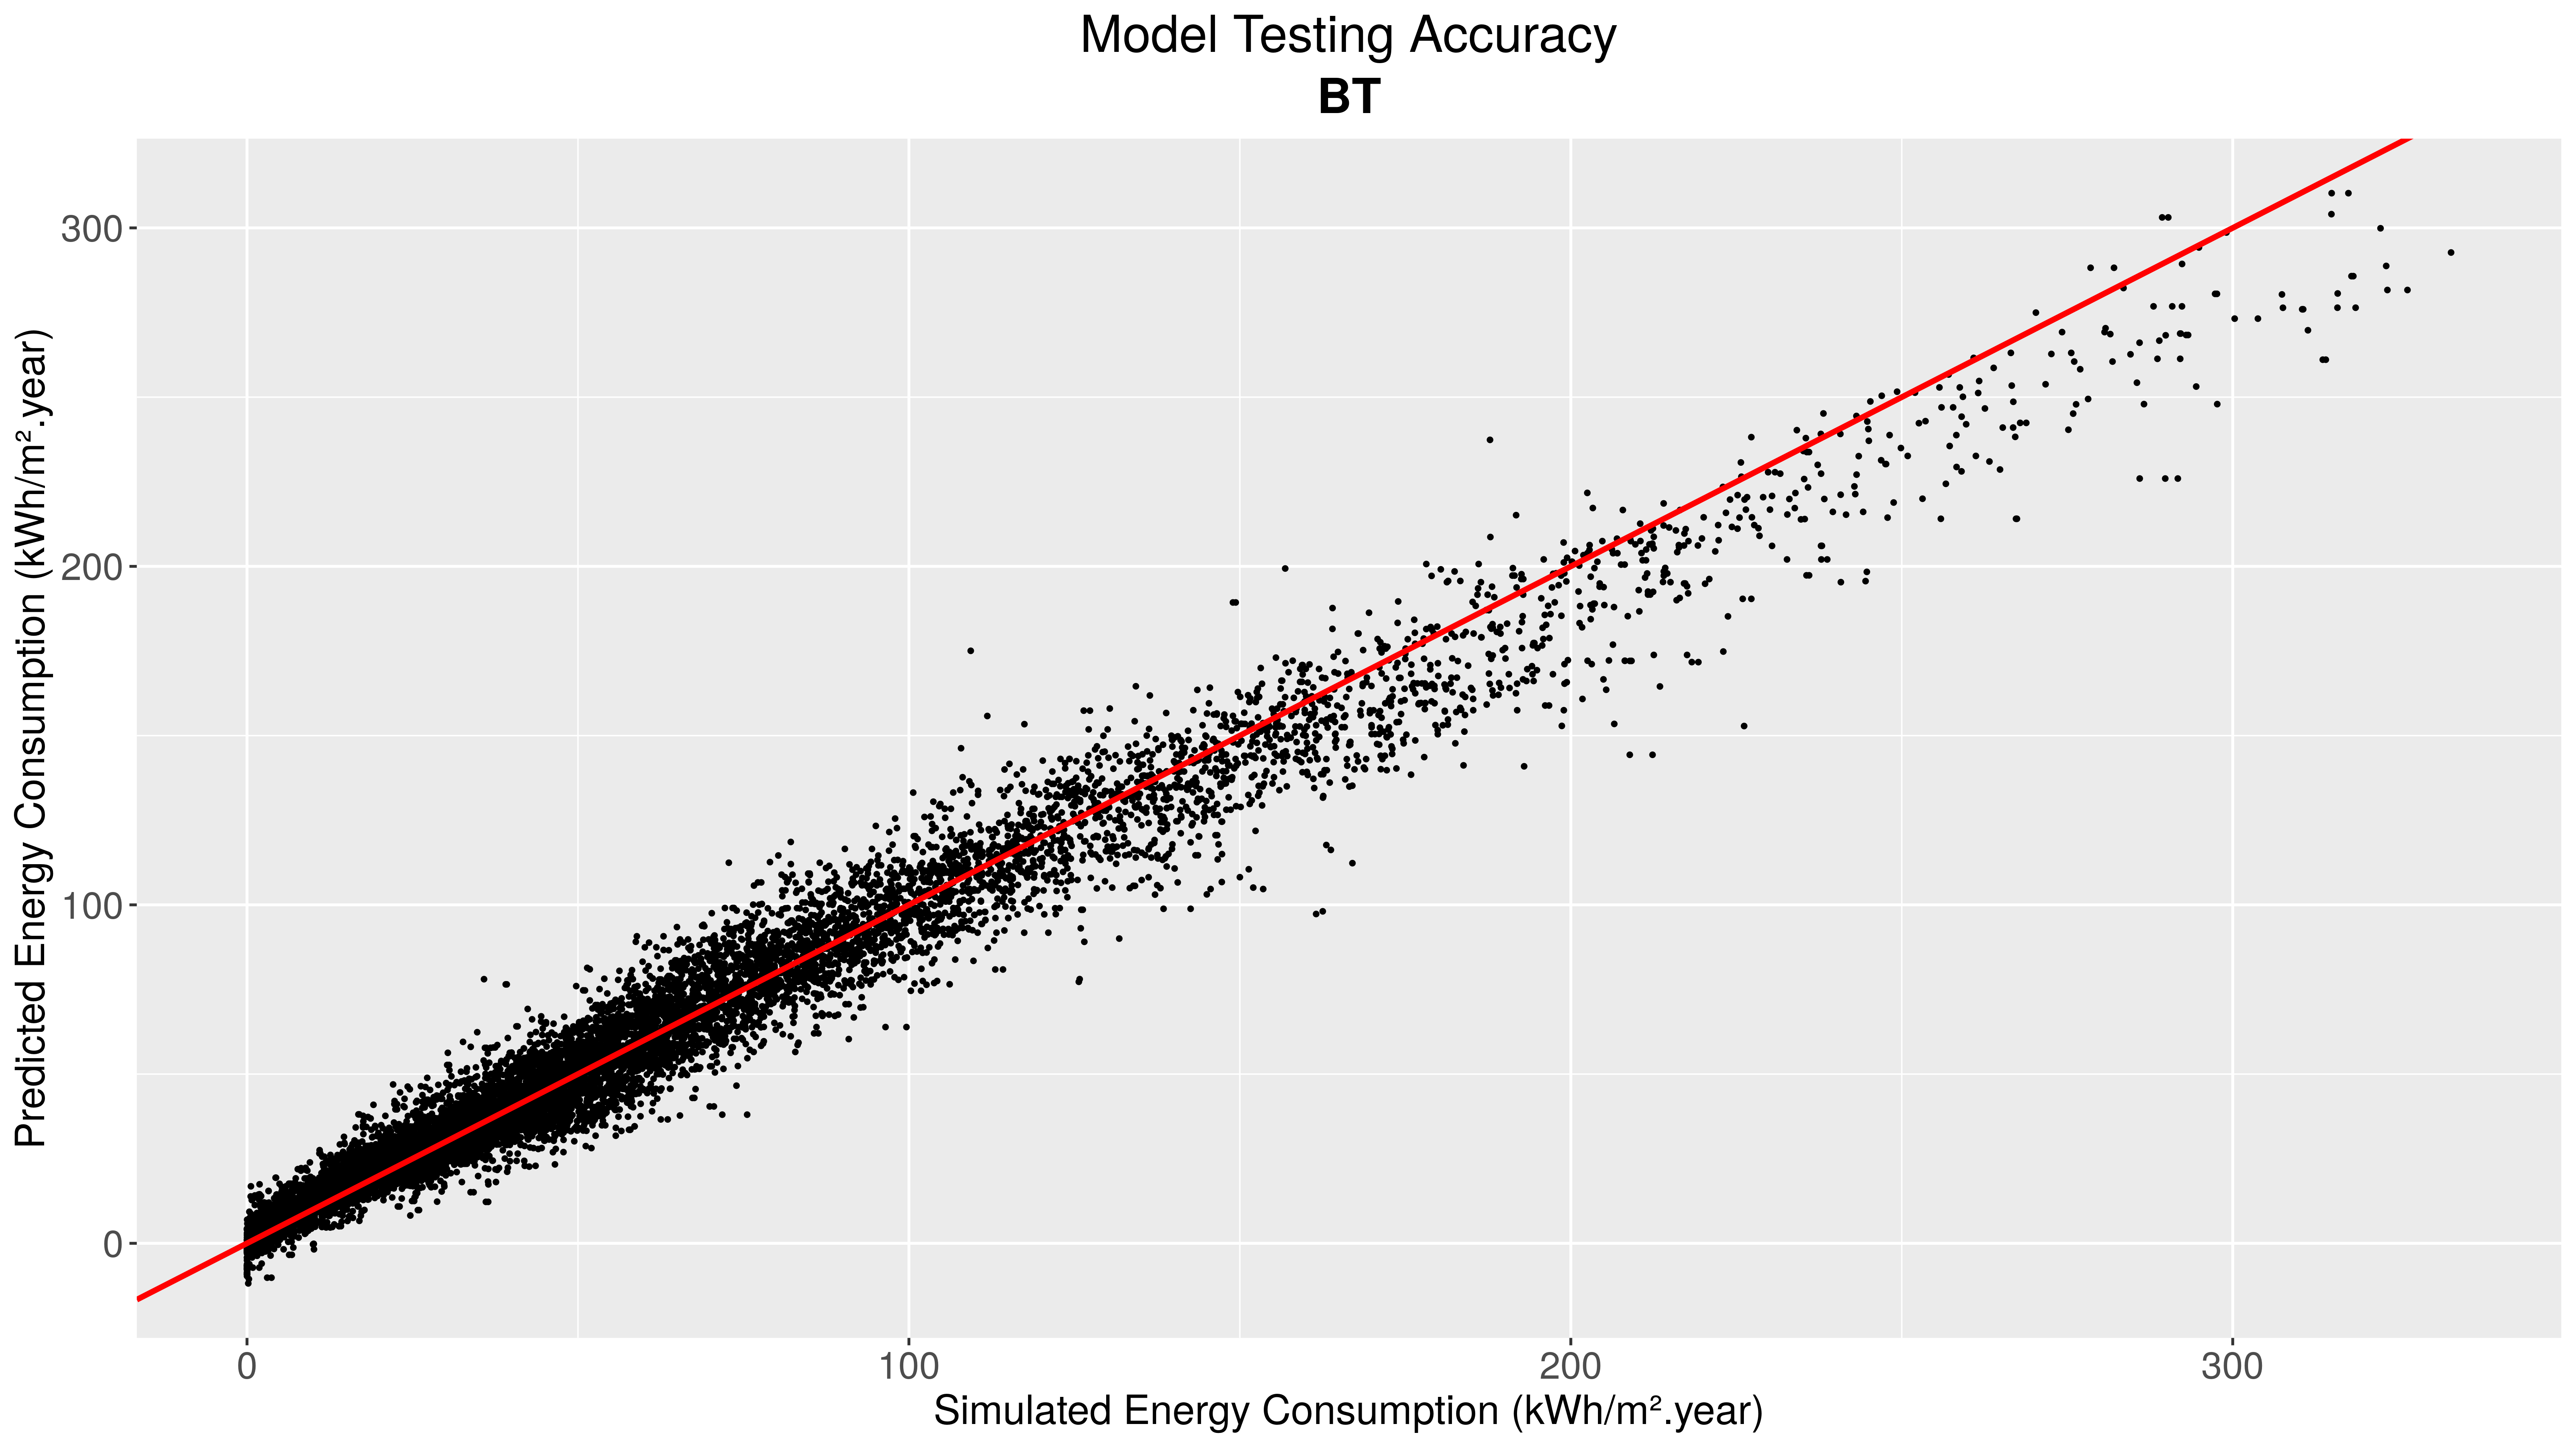 Model Testing Accuracy
BT
Predicted Energy Consumption (kWh/m².year)
300
200
100
0
0 100 200 300
Simulated Energy Consumption (kWh/m².year)